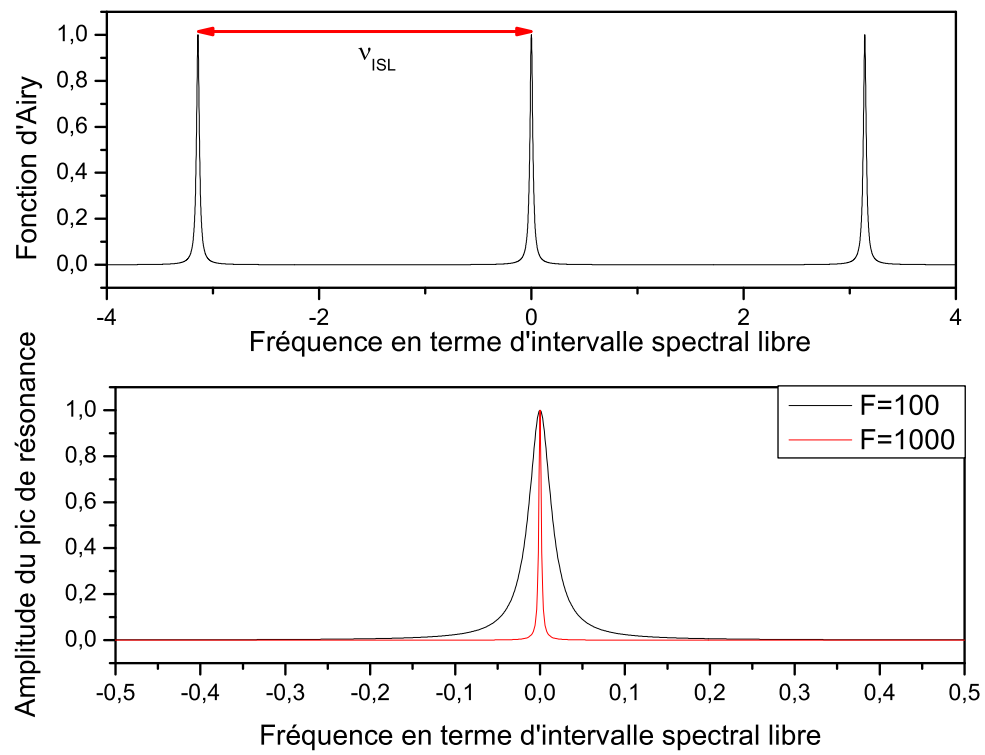 Fonction d'Airy
1,0
0,8
0,6
0,4
0,2
0,0
ν_ISL
-4 -2 0 2 4
Fréquence en terme d'intervalle spectral libre
Amplitude du pic de résonance
1,0
0,8
0,6
0,4
0,2
0,0
F=100
F=1000
-0,5 -0,4 -0,3 -0,2 -0,1 0,0 0,1 0,2 0,3 0,4 0,5
Fréquence en terme d'intervalle spectral libre